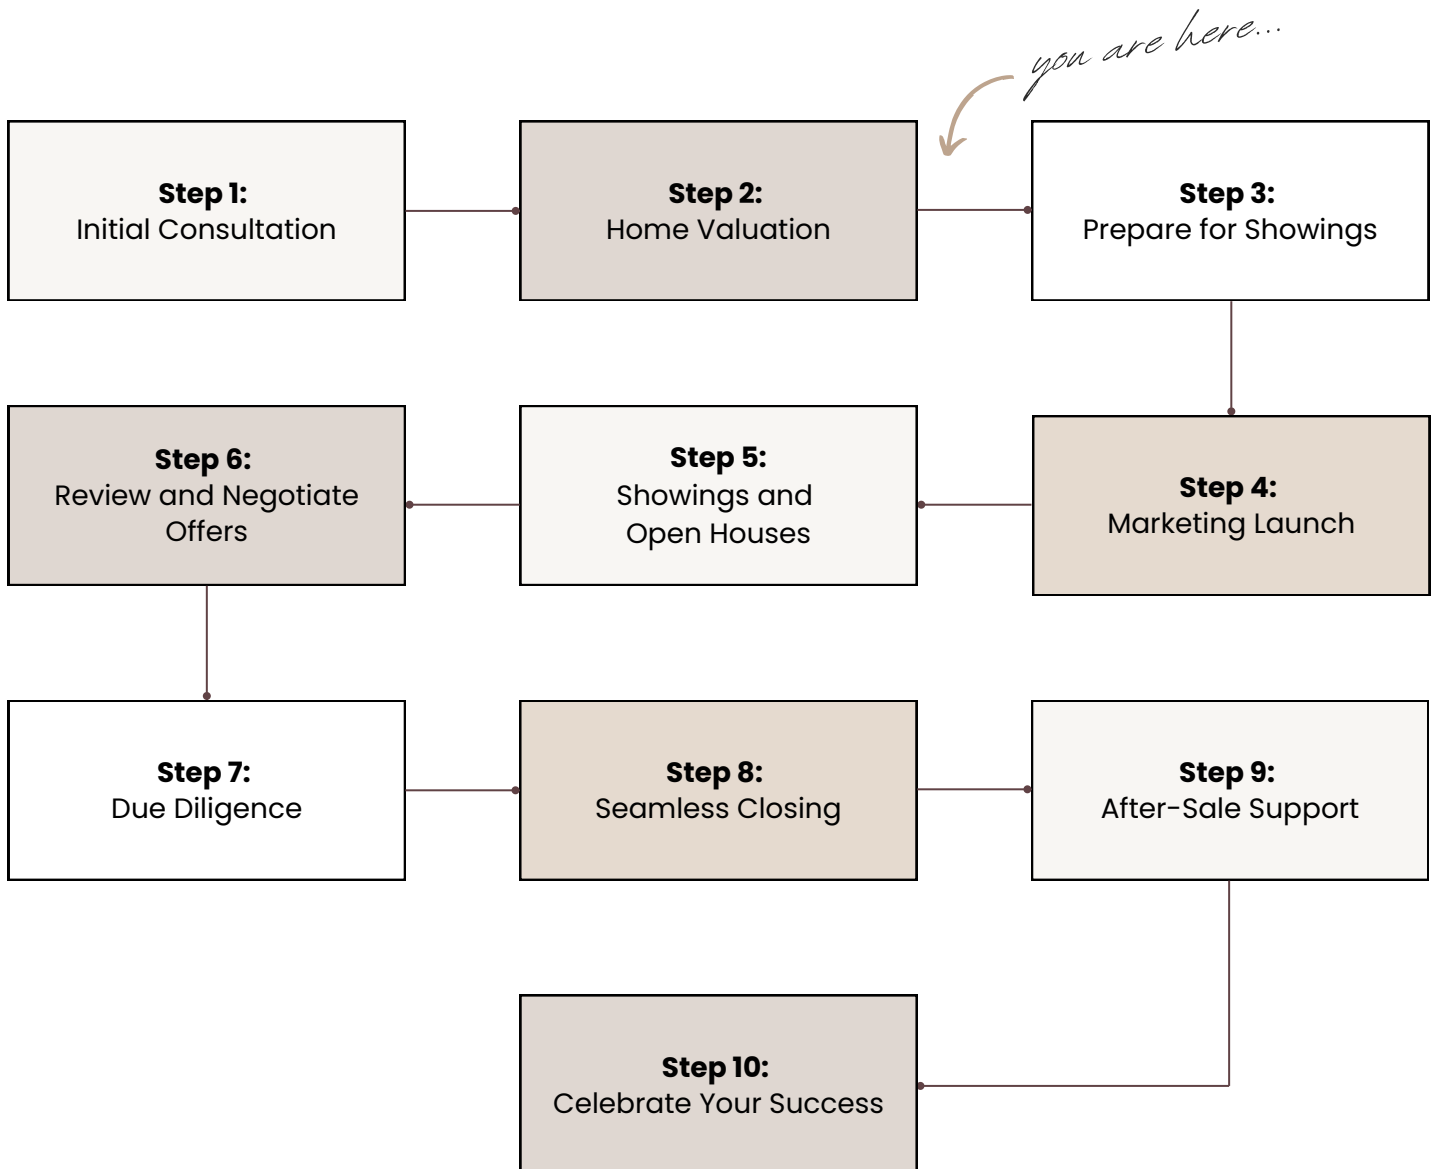 you are here...
Step 1:
Initial Consultation
Step 2:
Home Valuation
Step 3:
Prepare for Showings
Step 4:
Marketing Launch
Step 5:
Showings and
Open Houses
Step 6:
Review and Negotiate
Offers
Step 7:
Due Diligence
Step 8:
Seamless Closing
Step 9:
After-Sale Support
Step 10:
Celebrate Your Success